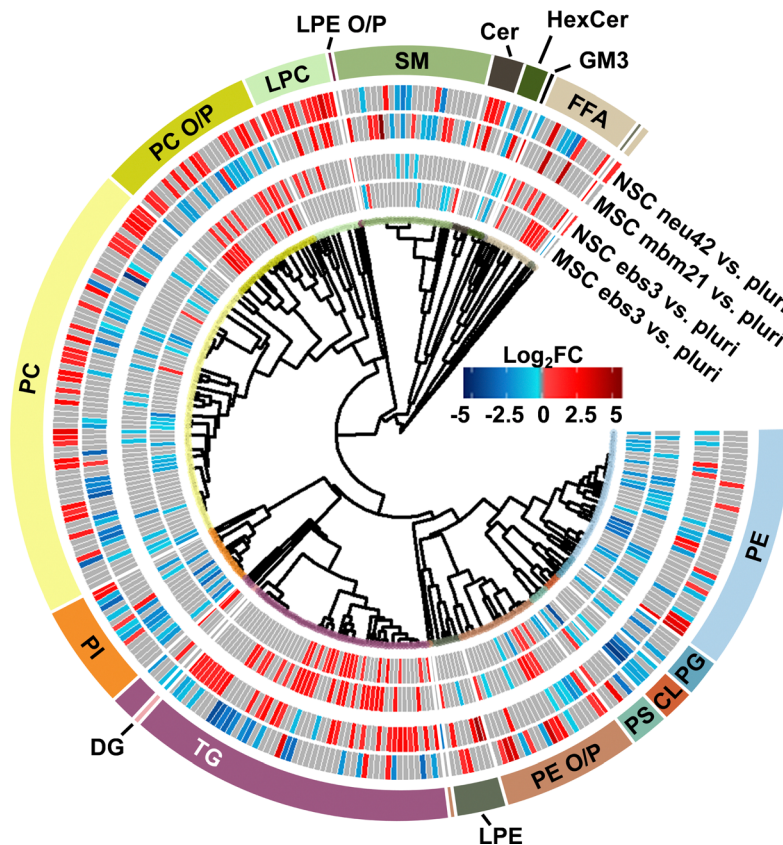 LPE O/P
SM
Cer
HexCer
GM3
FFA
LPC
PC O/P
PC
PI
DG
TG
LPE
PE O/P
PS
CL
PG
PE
NSC neu42 vs. pluri
MSC mbm21 vs. pluri
NSC ebs3 vs. pluri
MSC ebs3 vs. pluri
Log2FC
-5 -2.5 0 2.5 5